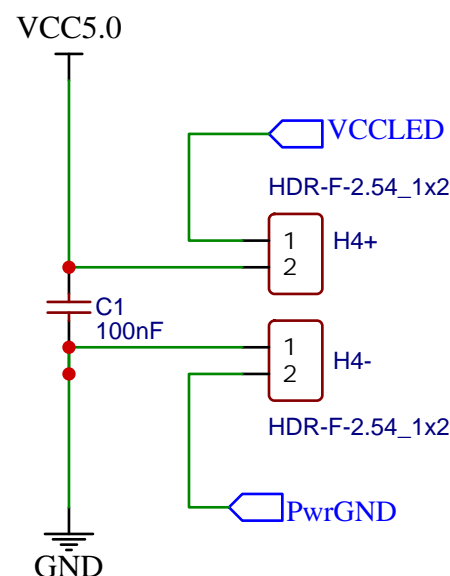 VCC5.0
VCCLED
HDR-F-2.54_1x2
1
H4+
2
C1
100nF
1
H4-
2
HDR-F-2.54_1x2
PwrGND
GND